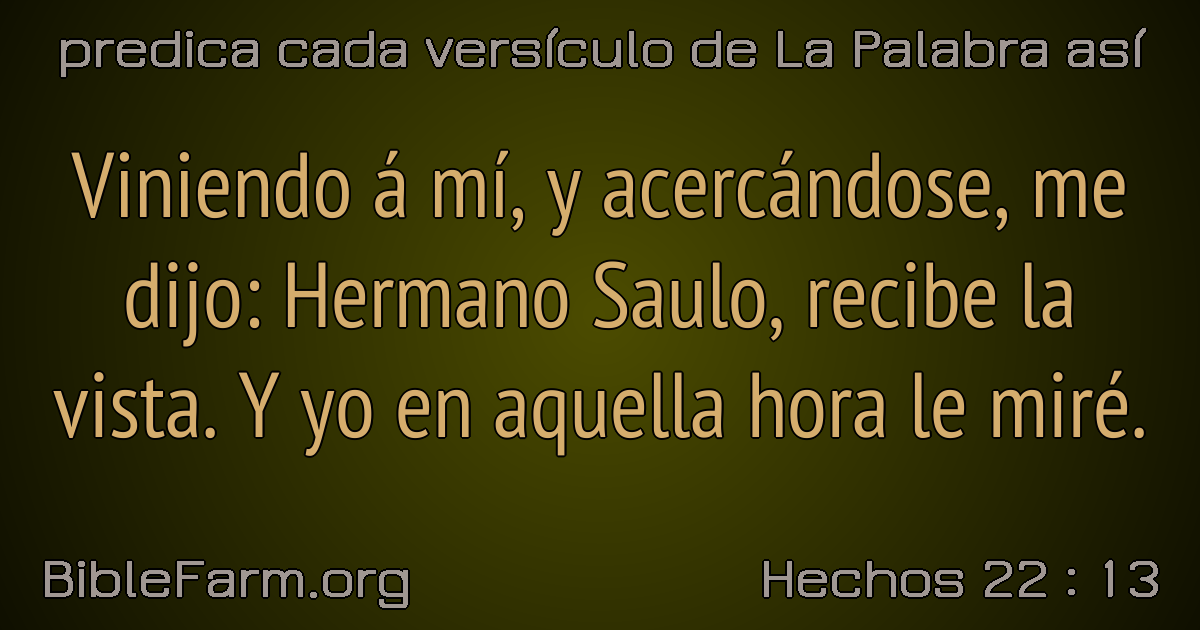 predica cada versículo de La Palabra así
Viniendo á mí, y acercándose, me
dijo: Hermano Saulo, recibe la
vista. Y yo en aquella hora le miré.
BibleFarm.org
Hechos 22 : 13